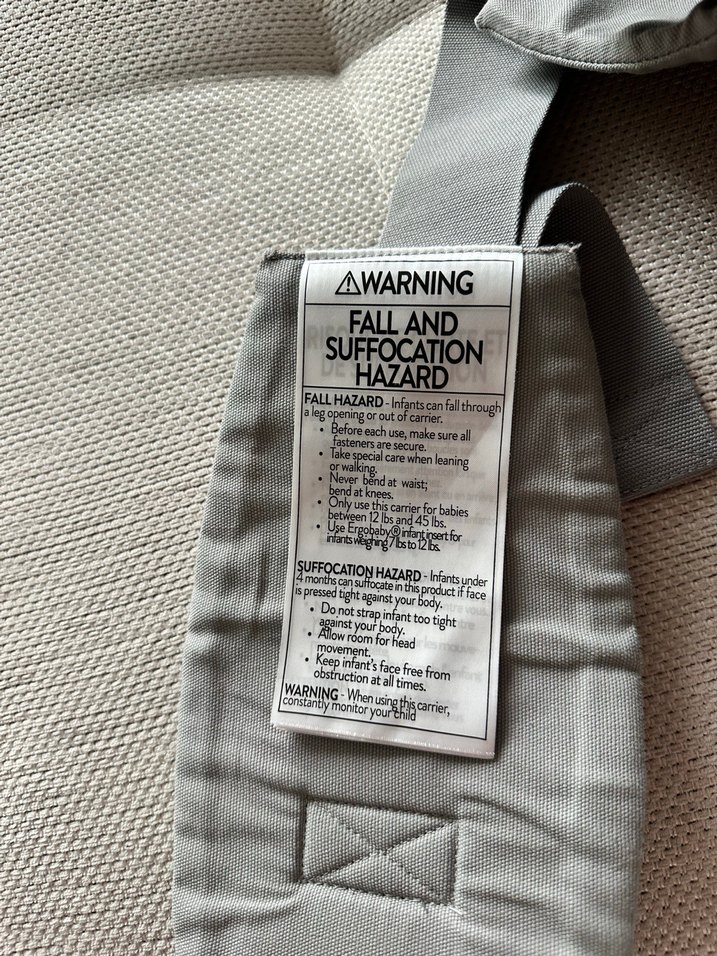 ⚠WARNING
FALL AND
SUFFOCATION
HAZARD
FALL HAZARD - Infants can fall through
a leg opening or out of carrier.
• Before each use, make sure all
fasteners are secure.
• Take special care when leaning
or walking.
• Never bend at waist;
bend at knees.
• Only use this carrier for babies
between 12 lbs and 45 lbs.
• Use Ergobaby® infant insert for
infants weighing 7 lbs to 12 lbs.
SUFFOCATION HAZARD - Infants under
4 months can suffocate in this product if face
is pressed tight against your body.
• Do not strap infant too tight
against your body.
• Allow room for head
movement.
• Keep infant's face free from
obstruction at all times.
WARNING - When using this carrier,
constantly monitor your child